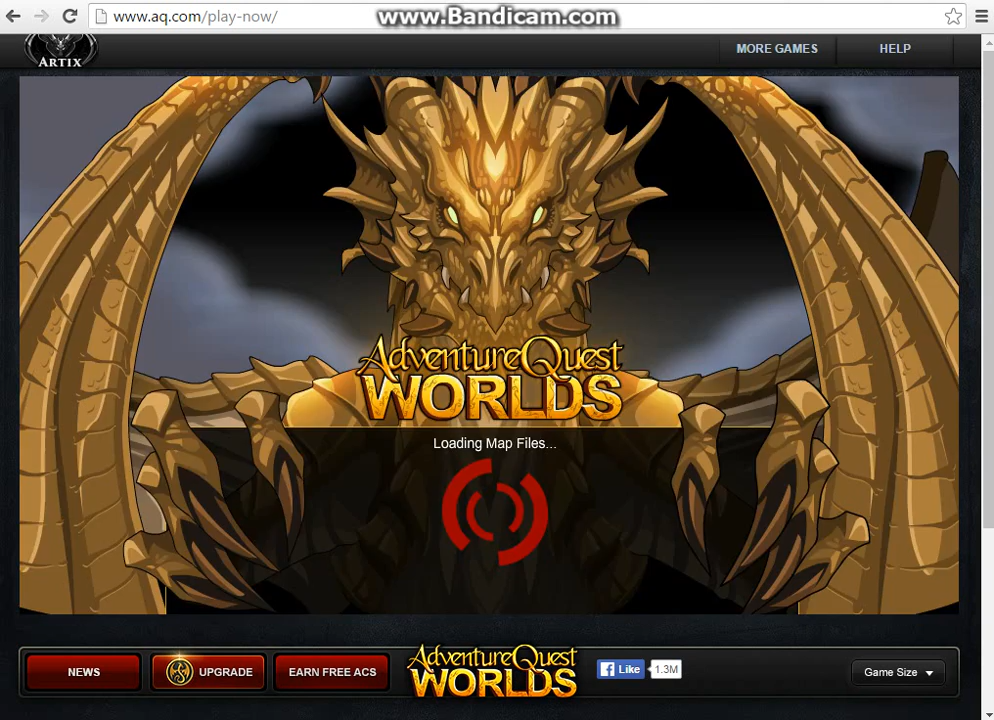 www.aq.com/play-now/
www.Bandicam.com
ARTIX
MORE GAMES
HELP
AdventureQuest
WORLDS
Loading Map Files...
NEWS
UPGRADE
EARN FREE ACS
AdventureQuest
WORLDS
Like
1.3M
Game Size